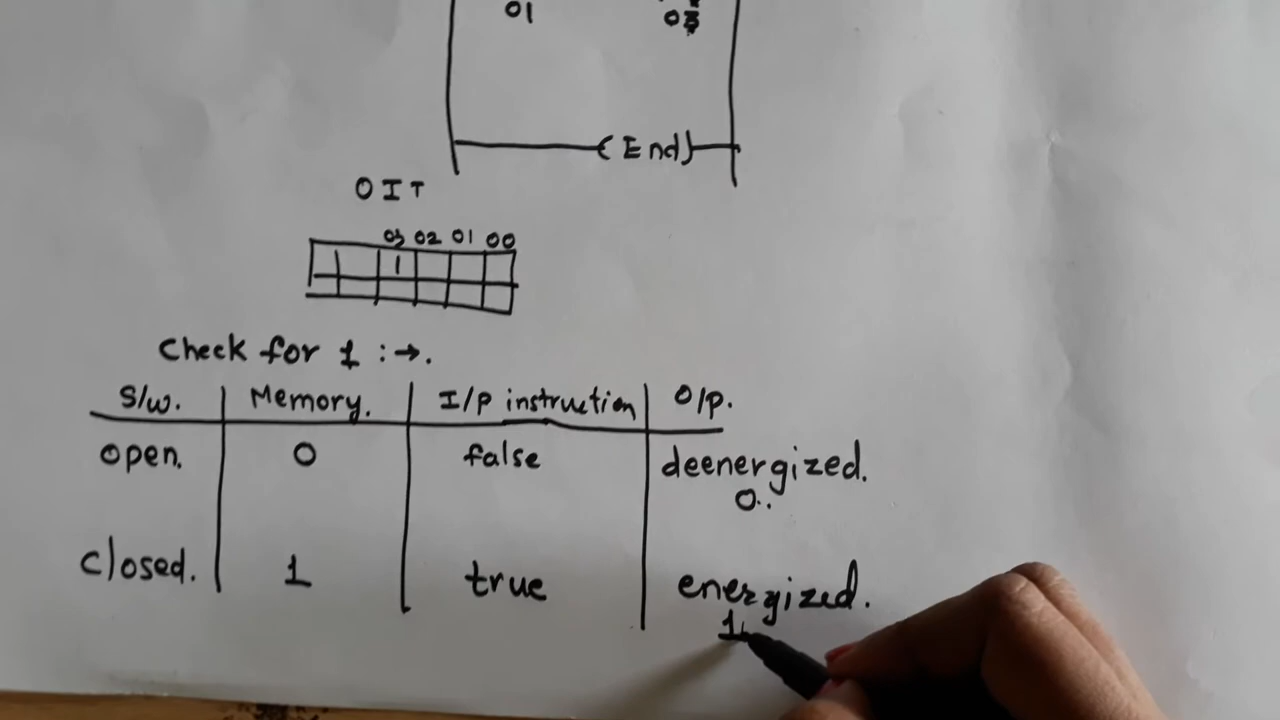 01 03
(End)
OIT
03 02 01 00
1
Check for 1 :→.
S/w. Memory. I/p instruction O/p.
open. 0 false deenergized.
0..
closed. 1 true energized.
1.